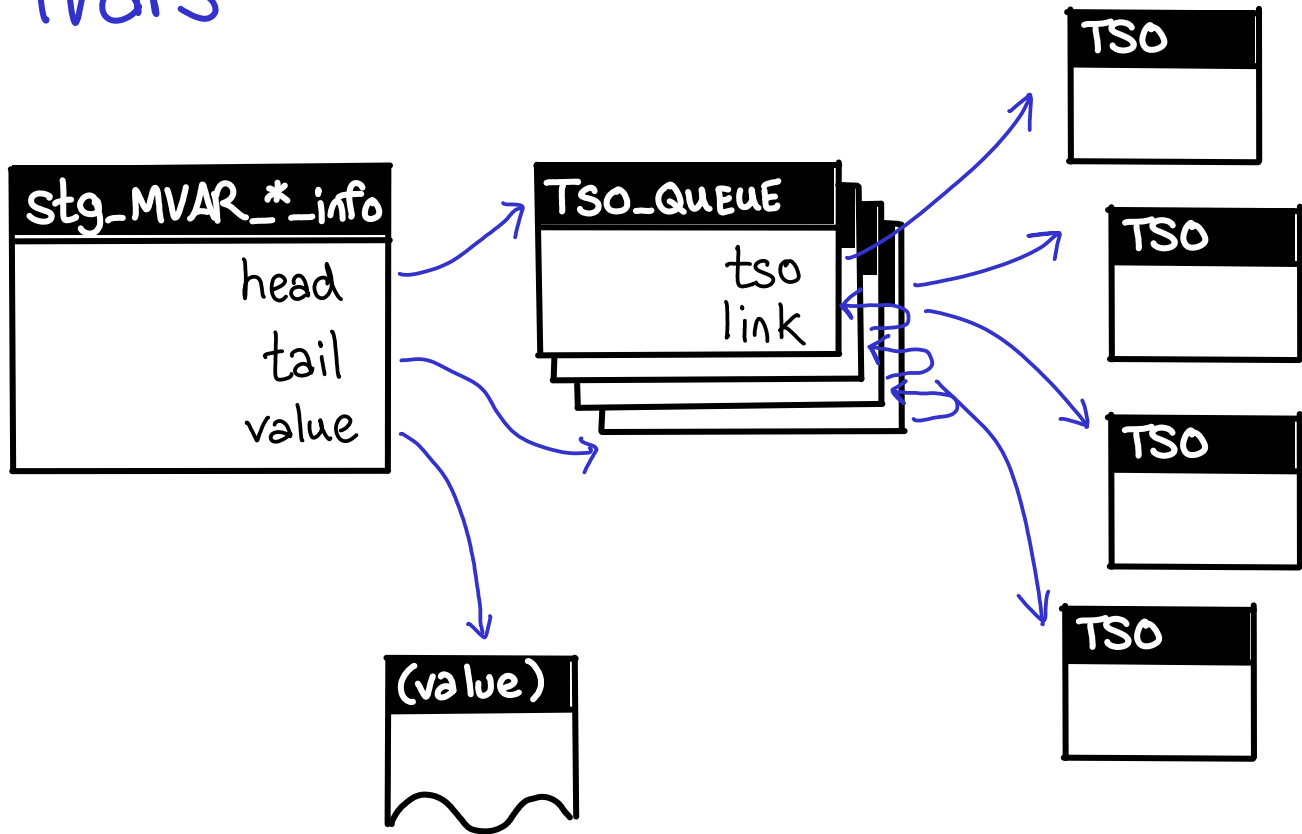 stg_MVAR_*_info
head
tail
value
TSO_QUEUE
tso
link
TSO
TSO
TSO
TSO
(value)